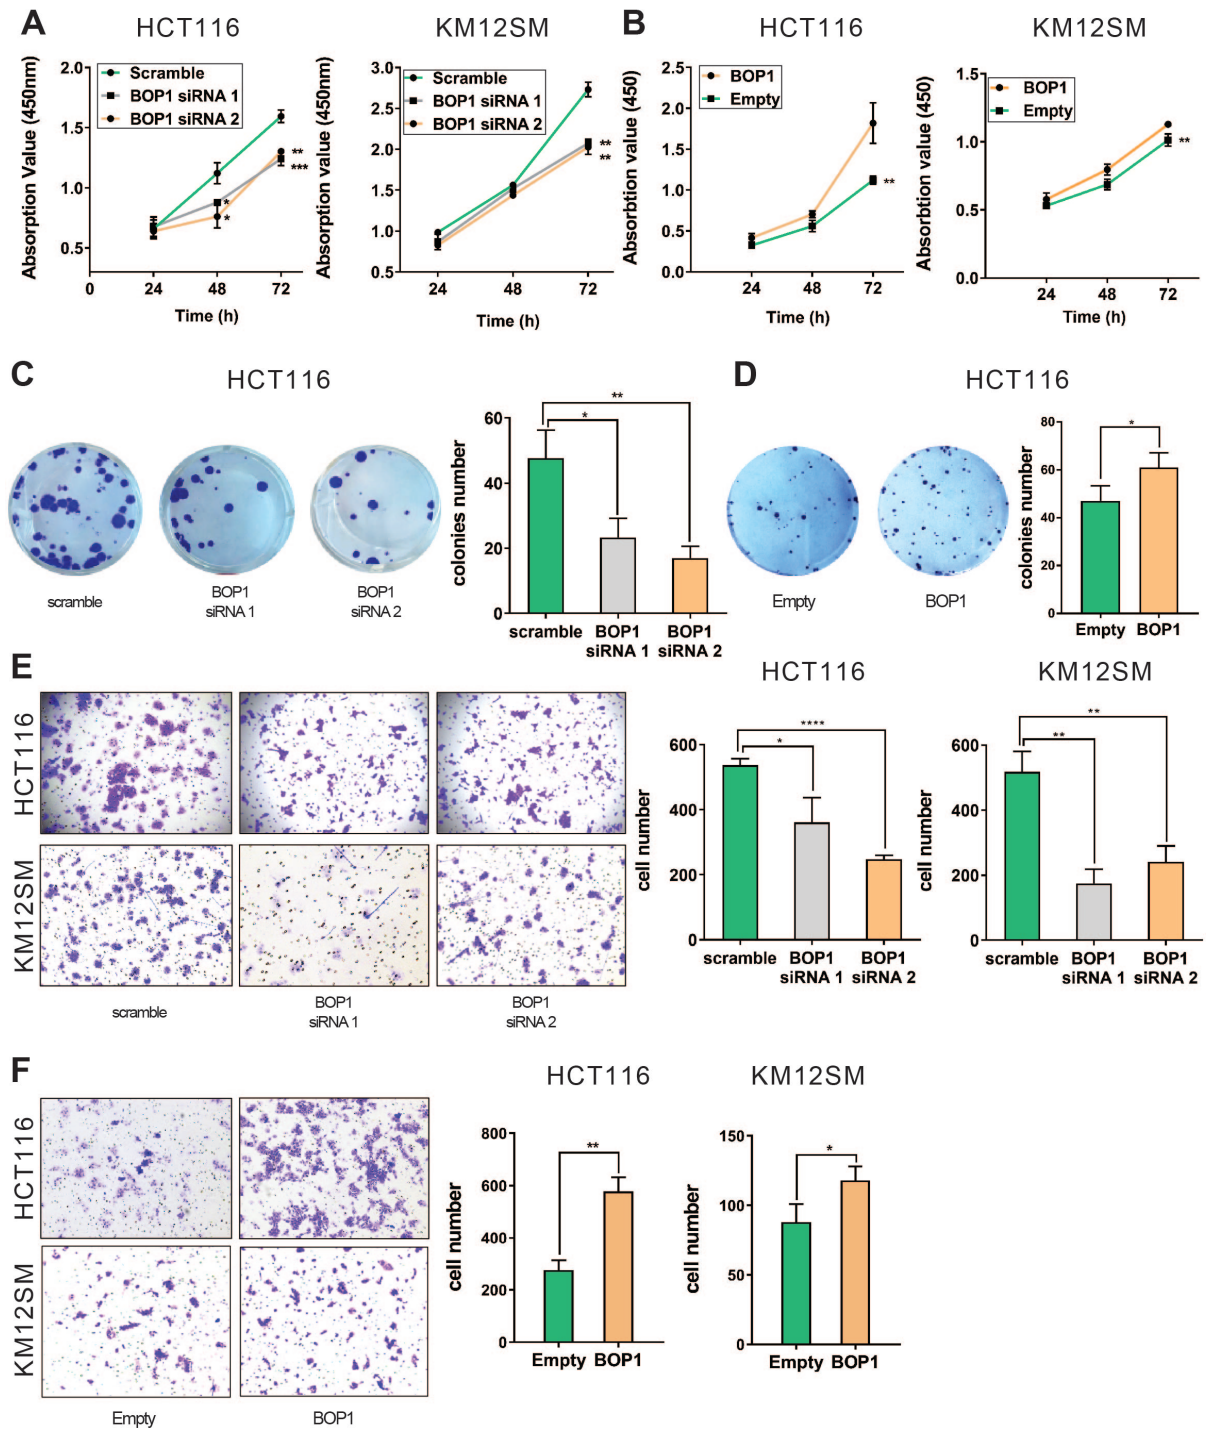 A
HCT116
KM12SM
B
HCT116
KM12SM
Absorption Value (450nm)
2.0
1.5
1.0
0.5
0
24
48
72
Time (h)
Scramble
BOP1 siRNA 1
BOP1 siRNA 2
*
*
**
***
Absorption Value (450nm)
3.0
2.5
2.0
1.5
1.0
0.5
24
48
72
Time (h)
Scramble
BOP1 siRNA 1
BOP1 siRNA 2
**
**
Absorption value (450)
2.5
2.0
1.5
1.0
0.5
0.0
24
48
72
Time (h)
BOP1
Empty
**
Absorbtion value (450)
1.5
1.0
0.5
0.0
24
48
72
Time (h)
BOP1
Empty
**
C
HCT116
scramble
BOP1
siRNA 1
BOP1
siRNA 2
colonies number
60
40
20
0
**
*
scramble
BOP1
siRNA 1
BOP1
siRNA 2
D
HCT116
Empty
BOP1
colonies number
80
60
40
20
0
*
Empty
BOP1
E
HCT116
KM12SM
scramble
BOP1
siRNA 1
BOP1
siRNA 2
HCT116
cell number
600
400
200
0
****
*
scramble
BOP1
siRNA 1
BOP1
siRNA 2
KM12SM
cell number
600
400
200
0
**
**
scramble
BOP1
siRNA 1
BOP1
siRNA 2
F
HCT116
KM12SM
Empty
BOP1
HCT116
cell number
800
600
400
200
0
**
Empty
BOP1
KM12SM
cell number
150
100
50
0
*
Empty
BOP1